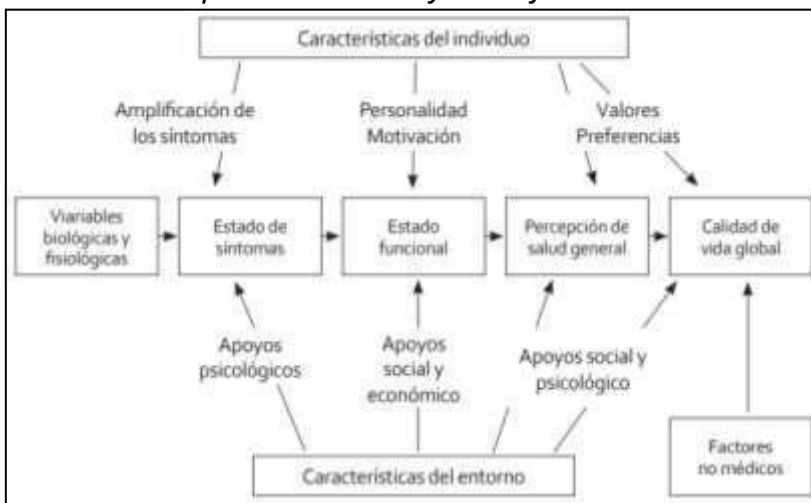 Características del individuo
Amplificación de
los síntomas
Personalidad
Motivación
Valores
Preferencias
Viariables
biológicas y
fisiológicas
Estado de
síntomas
Estado
funcional
Percepción de
salud general
Calidad de
vida global
Apoyos
psicológicos
Apoyos
social y
económico
Apoyos social y
psicológico
Características del entorno
Factores
no médicos